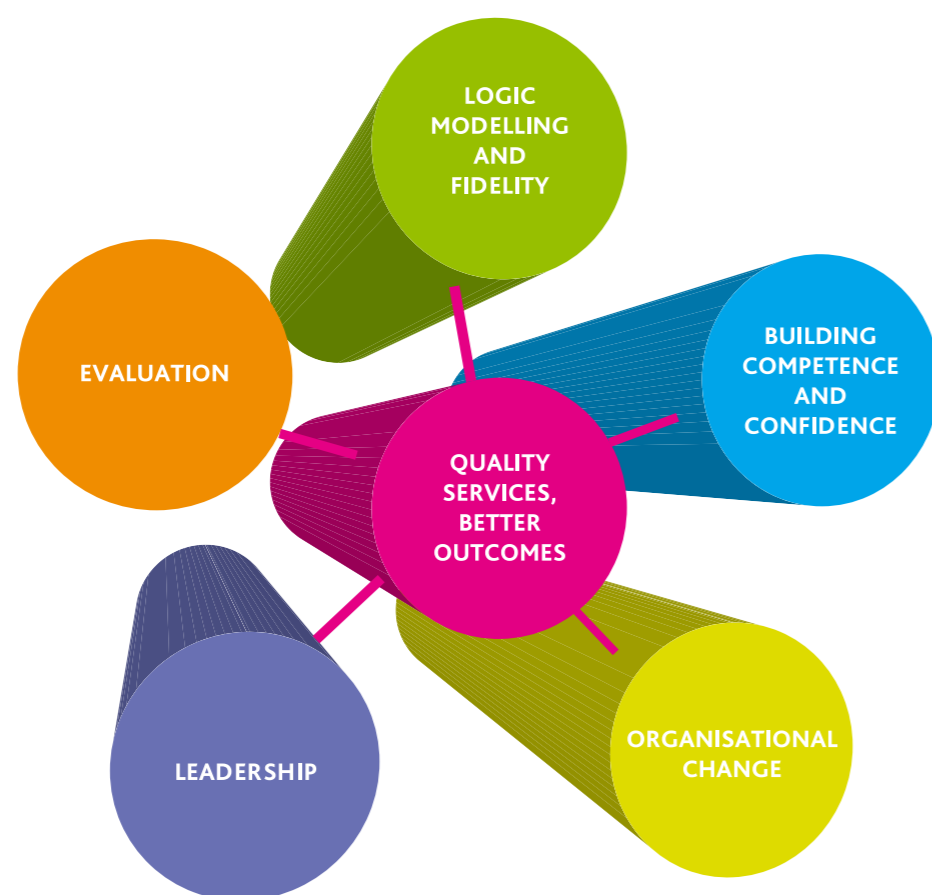 LOGIC
MODELLING
AND
FIDELITY
EVALUATION
BUILDING
COMPETENCE
AND
CONFIDENCE
QUALITY
SERVICES,
BETTER
OUTCOMES
LEADERSHIP
ORGANISATIONAL
CHANGE